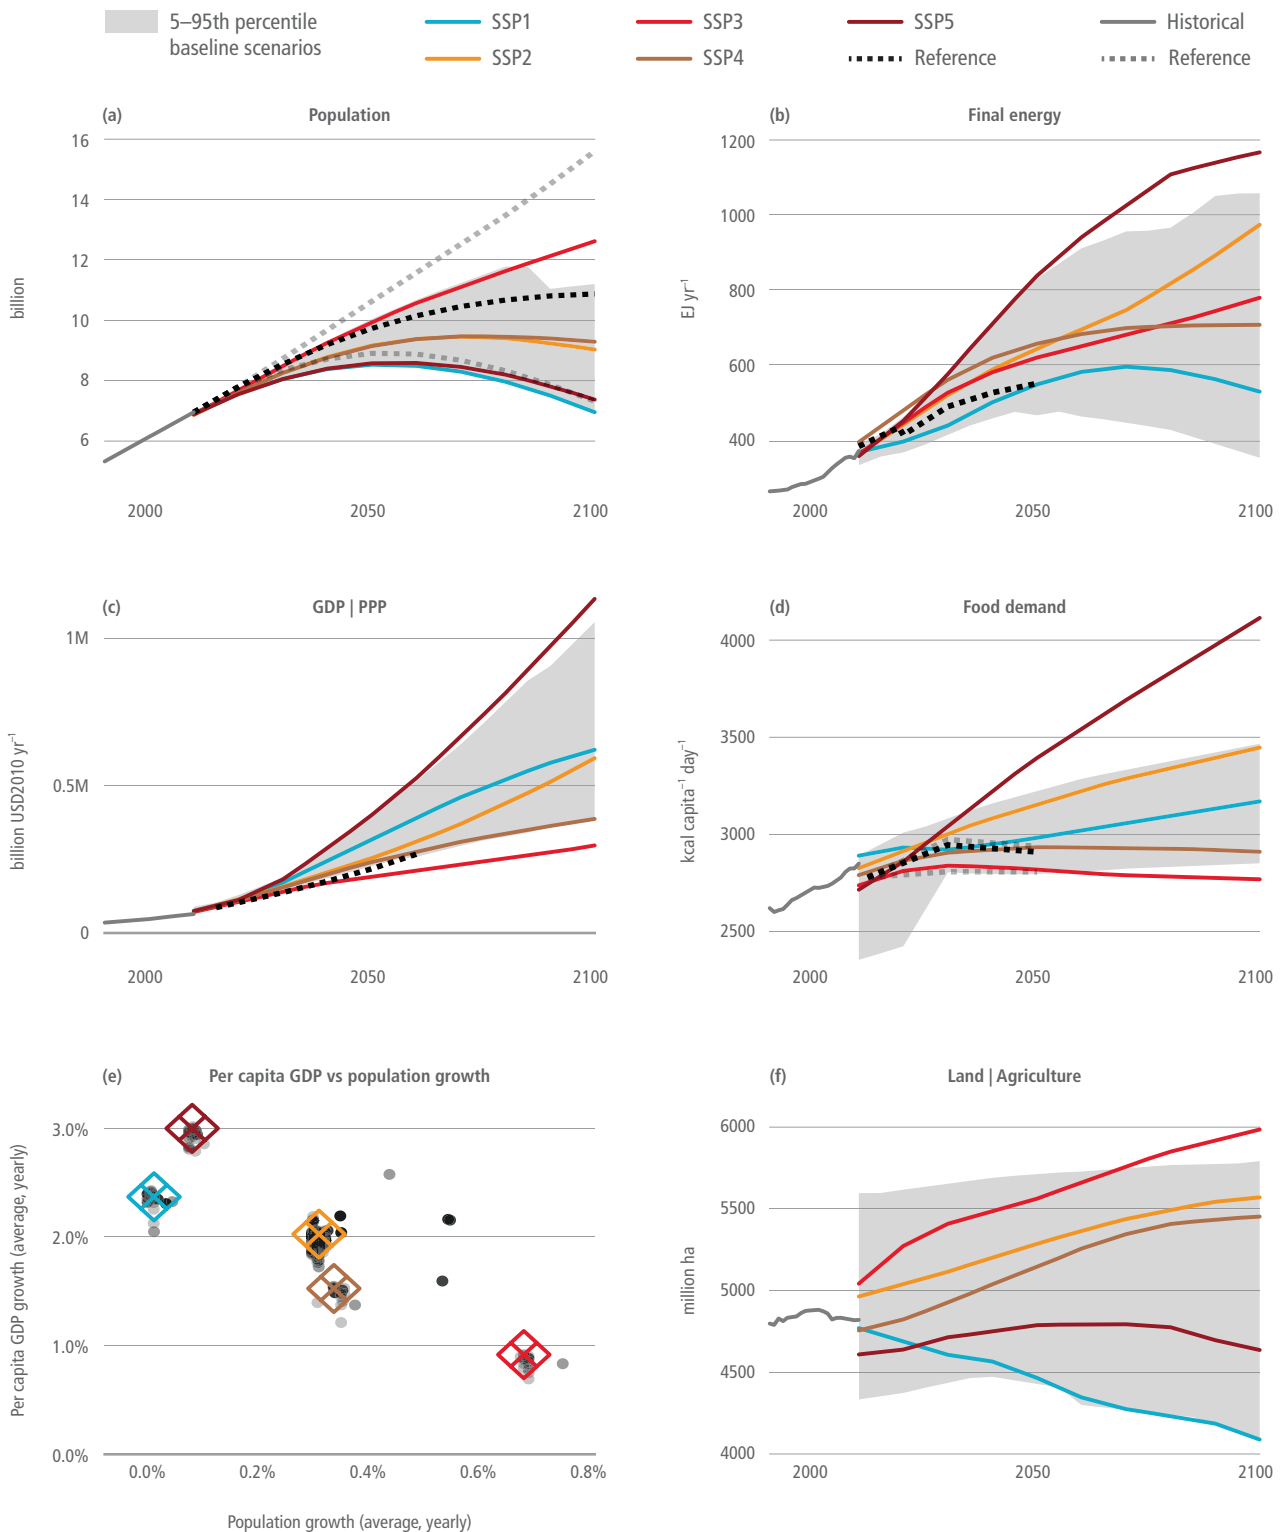 5–95th percentile
baseline scenarios
SSP1
SSP2
SSP3
SSP4
SSP5
Reference
Historical
Reference
(a)
Population
16
14
12
10
8
6
billion
2000
2050
2100
(b)
Final energy
1200
1000
800
600
400
EJ yr⁻¹
2000
2050
2100
(c)
GDP | PPP
1M
0.5M
0
billion USD2010 yr⁻¹
2000
2050
2100
(d)
Food demand
4000
3500
3000
2500
kcal capita⁻¹ day⁻¹
2000
2050
2100
(e)
Per capita GDP vs population growth
3.0%
2.0%
1.0%
0.0%
Per capita GDP growth (average, yearly)
0.0%
0.2%
0.4%
0.6%
0.8%
Population growth (average, yearly)
(f)
Land | Agriculture
6000
5500
5000
4500
4000
million ha
2000
2050
2100